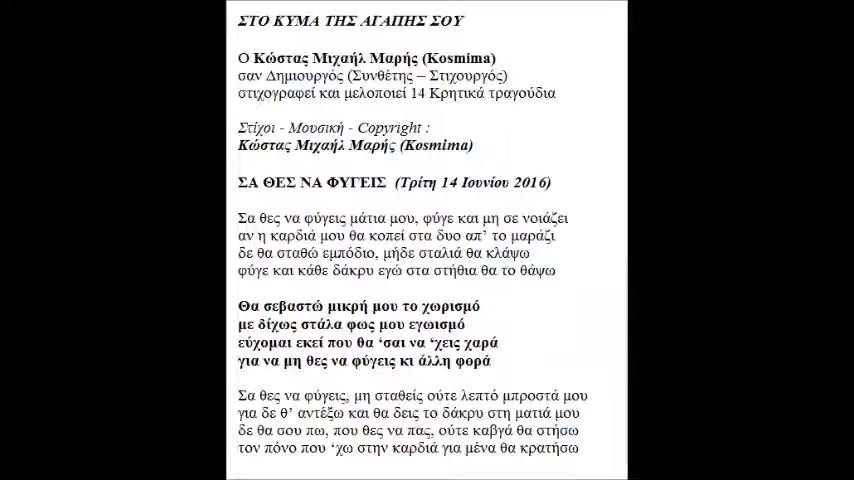 ΣΤΟ ΚΥΜΑ ΤΗΣ ΑΓΑΠΗΣ ΣΟΥ
Ο Κώστας Μιχαήλ Μαρής (Kosmima)
σαν Δημιουργός (Συνθέτης – Στιχουργός)
στιχογραφεί και μελοποιεί 14 Κρητικά τραγούδια
Στίχοι - Μουσική - Copyright :
Κώστας Μιχαήλ Μαρής (Kosmima)
ΣΑ ΘΕΣ ΝΑ ΦΥΓΕΙΣ (Τρίτη 14 Ιουνίου 2016)
Σα θες να φύγεις μάτια μου, φύγε και μη σε νοιάζει
αν η καρδιά μου θα κοπεί στα δυο απ’ το μαράζι
δε θα σταθώ εμπόδιο, μήδε σταλιά θα κλάψω
φύγε και κάθε δάκρυ εγώ στα στήθια θα το θάψω
Θα σεβαστώ μικρή μου το χωρισμό
με δίχως στάλα φως μου εγωισμό
εύχομαι εκεί που θα ‘σαι να ‘χεις χαρά
για να μη θες να φύγεις κι άλλη φορά
Σα θες να φύγεις, μη σταθείς ούτε λεπτό μπροστά μου
για δε θ’ αντέξω και θα δεις το δάκρυ στη ματιά μου
δε θα σου πω, που θες να πας, ούτε καβγά θα στήσω
τον πόνο που ‘χω στην καρδιά για μένα θα κρατήσω